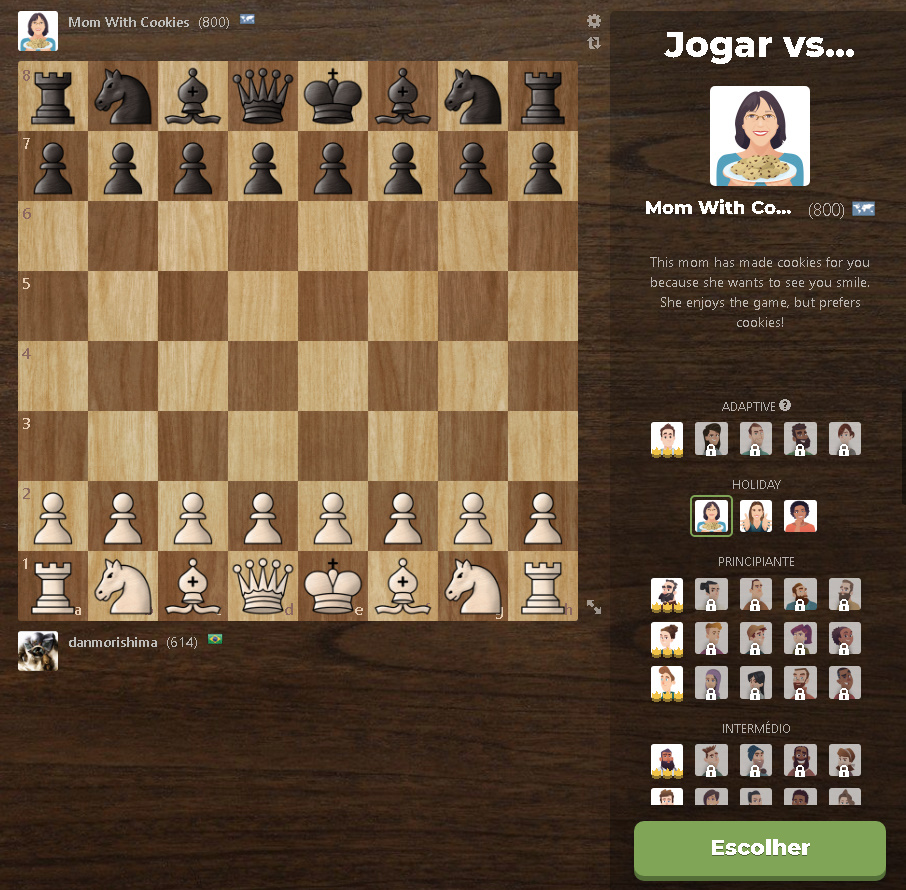 Mom With Cookies (800)
Jogar vs...
8
7
6
5
4
3
2
1
a
d
e
h
danmorishima (614)
Mom With Co... (800)
This mom has made cookies for you
because she wants to see you smile.
She enjoys the game, but prefers
cookies!
ADAPTIVE ?
HOLIDAY
PRINCIPIANTE
INTERMÉDIO
Escolher